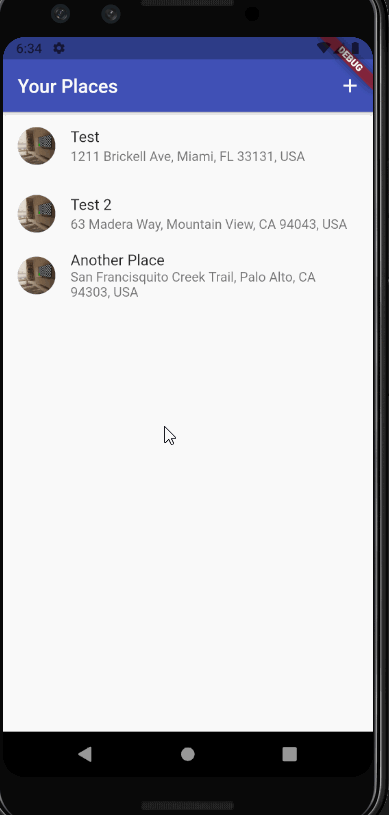 6:34
DEBUG
Your Places
+
Test
1211 Brickell Ave, Miami, FL 33131, USA
Test 2
63 Madera Way, Mountain View, CA 94043, USA
Another Place
San Francisquito Creek Trail, Palo Alto, CA
94303, USA